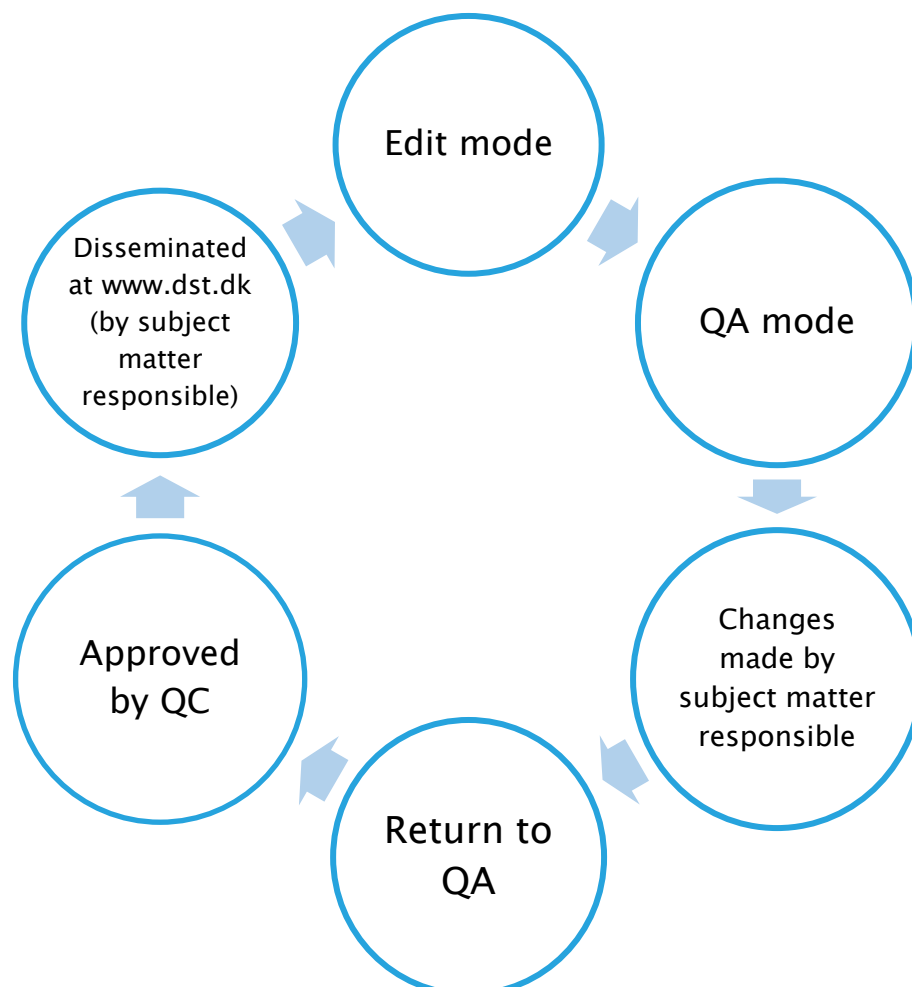 Edit mode
QA mode
Changes
made by
subject matter
responsible
Return to
QA
Approved
by QC
Disseminated
at www.dst.dk
(by subject
matter
responsible)